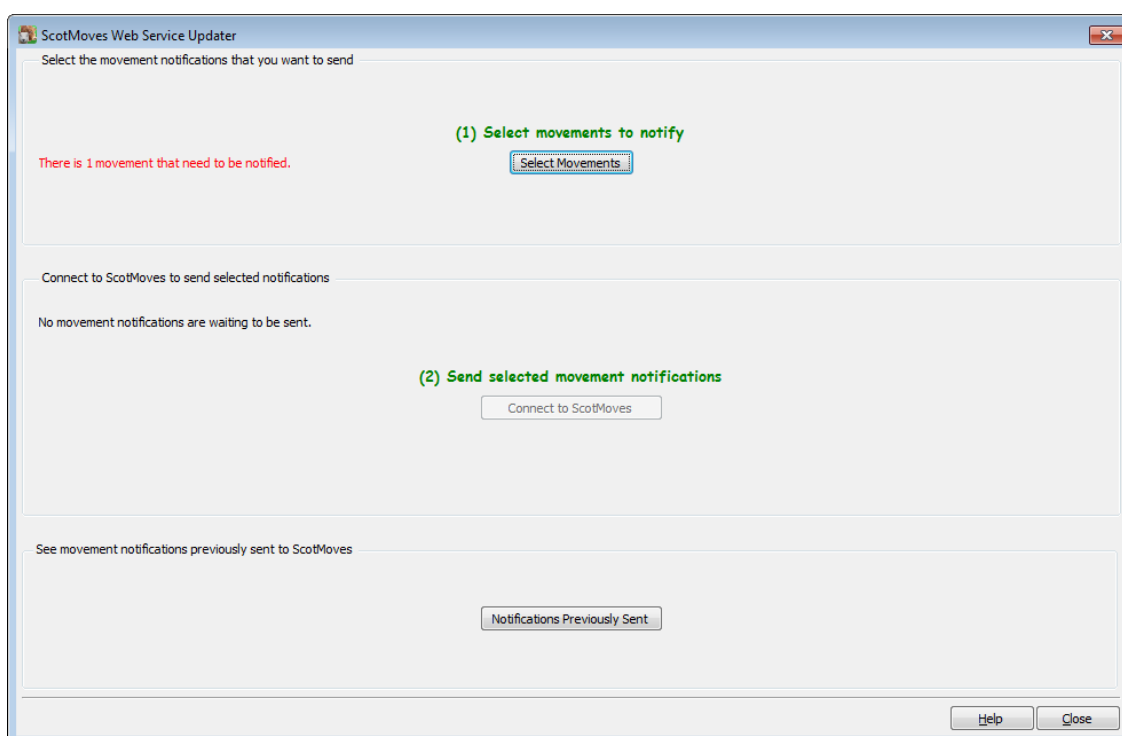 ScotMoves Web Service Updater
Select the movement notifications that you want to send
(1) Select movements to notify
There is 1 movement that need to be notified.
Select Movements
Connect to ScotMoves to send selected notifications
No movement notifications are waiting to be sent.
(2) Send selected movement notifications
Connect to ScotMoves
See movement notifications previously sent to ScotMoves
Notifications Previously Sent
Help
Close